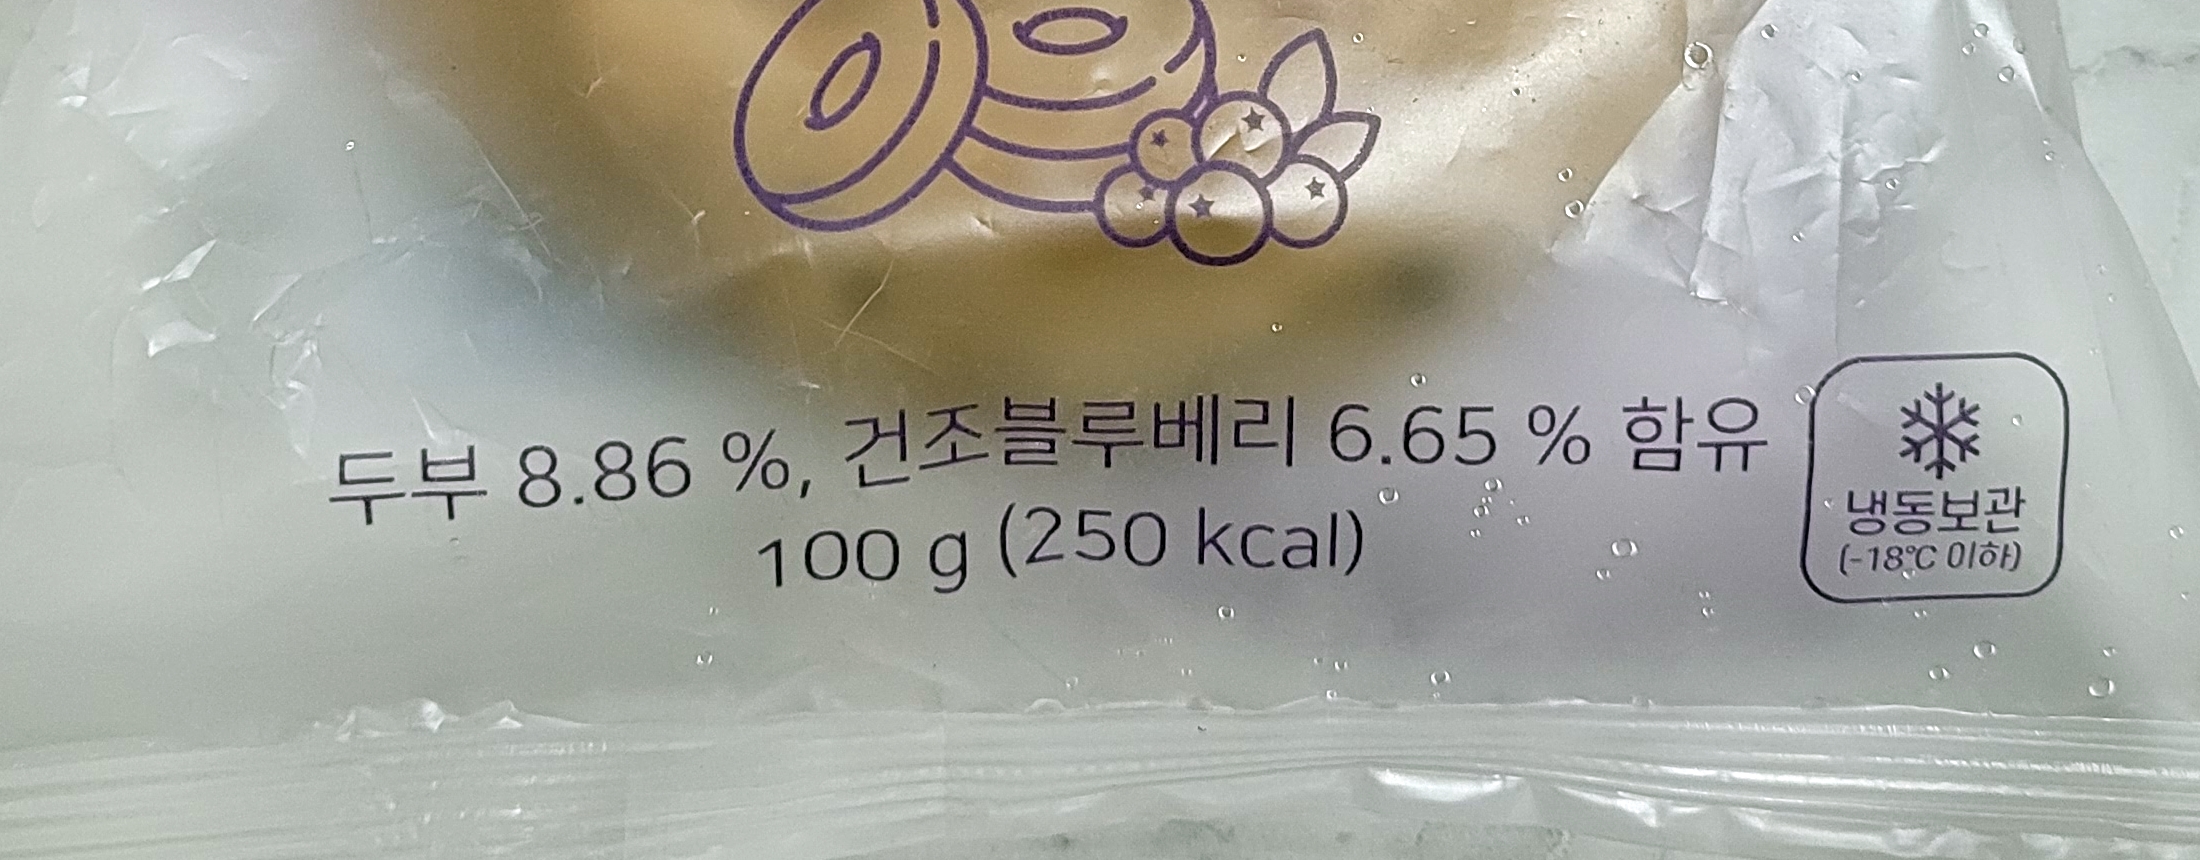 두부 8.86 %, 건조블루베리 6.65 % 함유
100 g (250 kcal)
냉동보관
(-18℃ 이하)